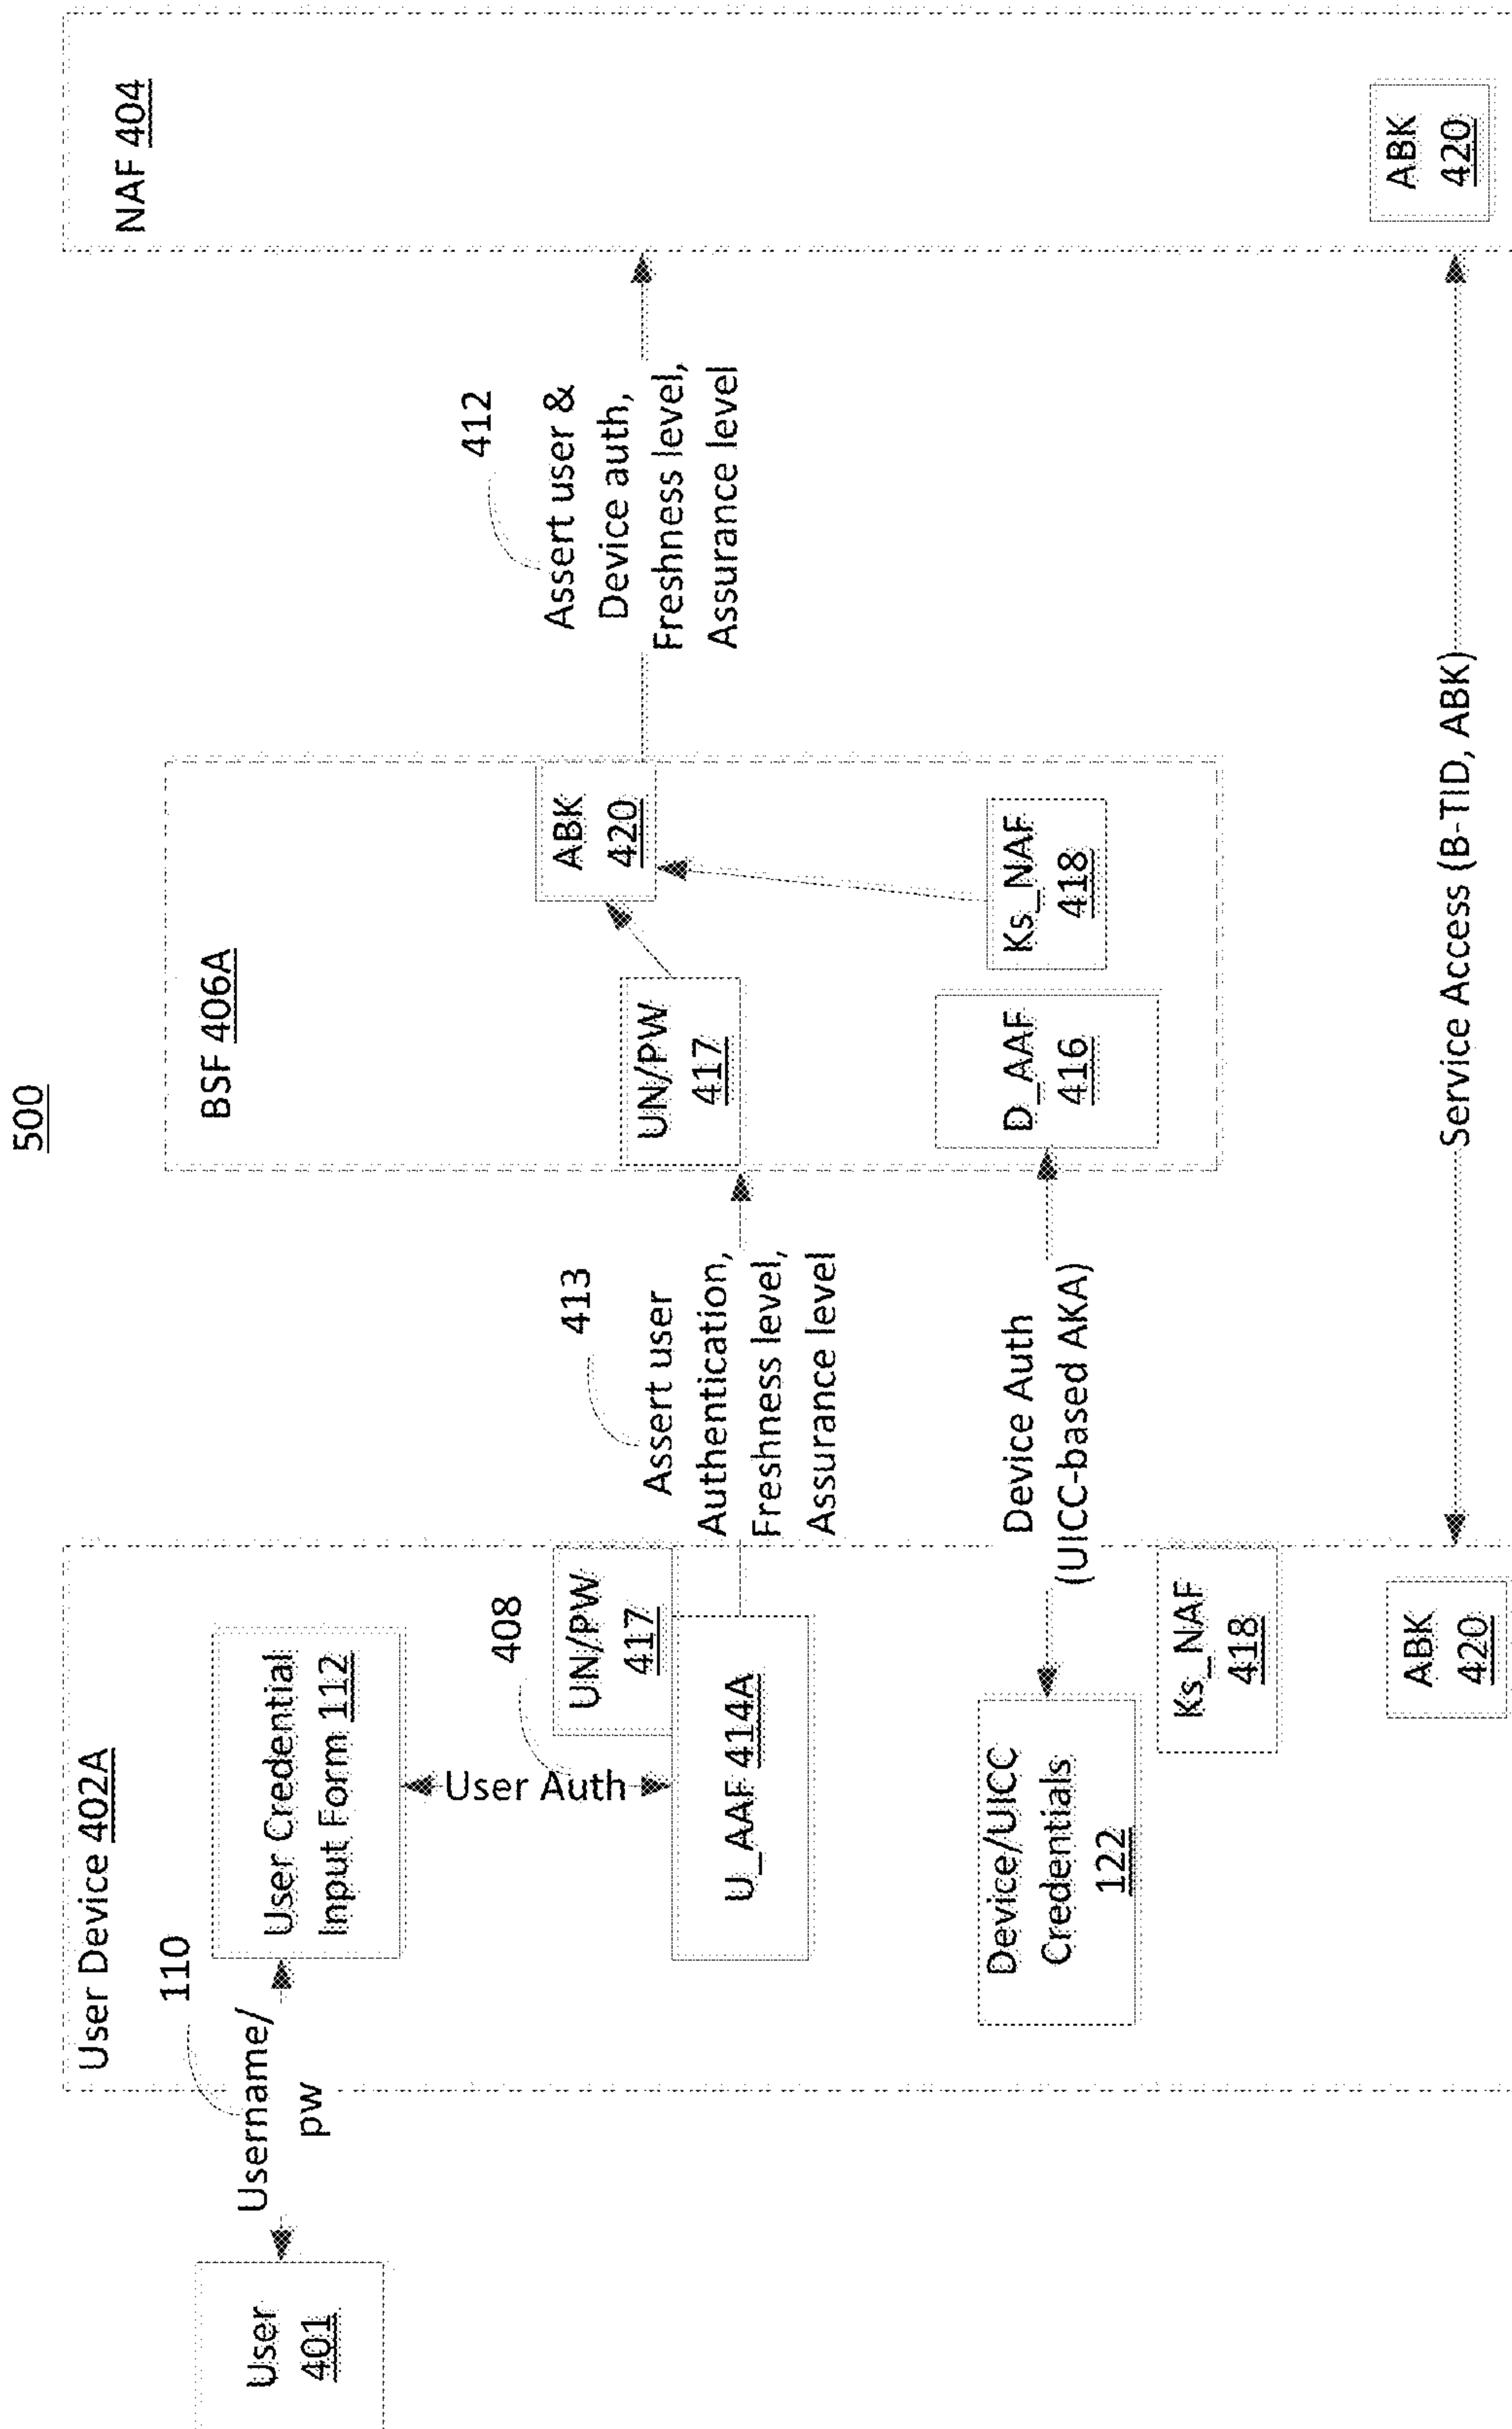 500
User
401
Username/
pw
110
User Device 402A
User Credential
Input Form 112
User Auth
408
UN/PW
417
U_AAF 414A
Device/UICC
Credentials
122
Ks_NAF
418
ABK
420
413
Assert user
Authentication,
Freshness level,
Assurance level
Device Auth
(UICC-based AKA)
BSF 406A
UN/PW
417
ABK
420
D_AAF
416
Ks_NAF
418
412
Assert user &
Device auth,
Freshness level,
Assurance level
Service Access (B-TID, ABK)
NAF 404
ABK
420